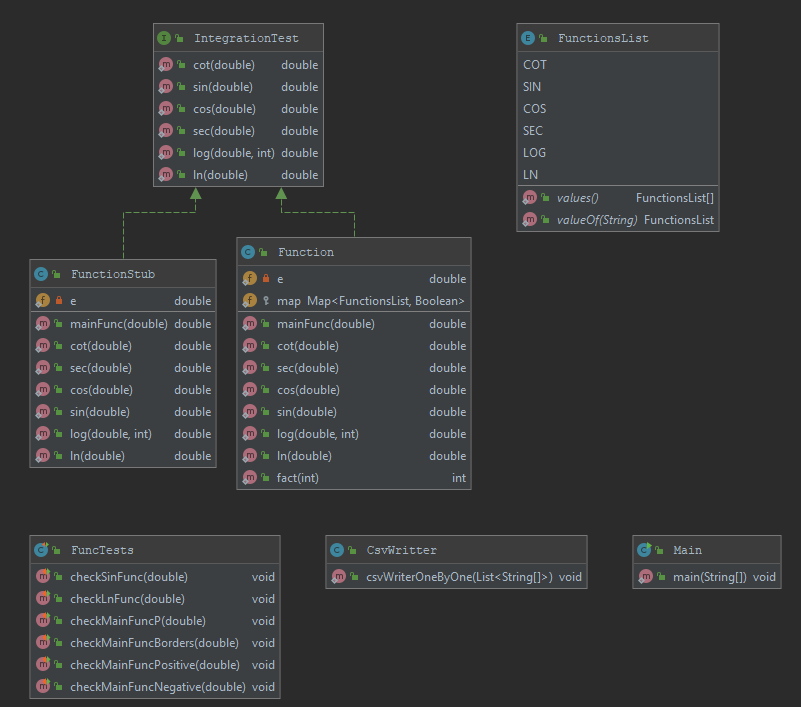 IntegrationTest
cot(double) double
sin(double) double
cos(double) double
sec(double) double
log(double, int) double
ln(double) double
FunctionsList
COT
SIN
COS
SEC
LOG
LN
values() FunctionsList[]
valueOf(String) FunctionsList
FunctionStub
e double
mainFunc(double) double
cot(double) double
sec(double) double
cos(double) double
sin(double) double
log(double, int) double
ln(double) double
Function
e double
map Map<FunctionsList, Boolean>
mainFunc(double) double
cot(double) double
sec(double) double
cos(double) double
sin(double) double
log(double, int) double
ln(double) double
fact(int) int
FuncTests
checkSinFunc(double) void
checkLnFunc(double) void
checkMainFuncP(double) void
checkMainFuncBorders(double) void
checkMainFuncPositive(double) void
checkMainFuncNegative(double) void
CsvWritter
csvWriterOneByOne(List<String[]>) void
Main
main(String[]) void